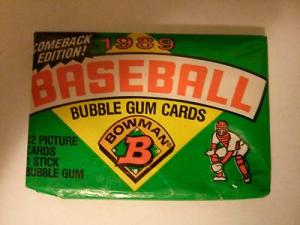 COMEBACK
EDITION!
1989
BASEBALL
BUBBLE GUM CARDS
BOWMAN
B
12 PICTURE
CARDS
1 STICK
BUBBLE GUM